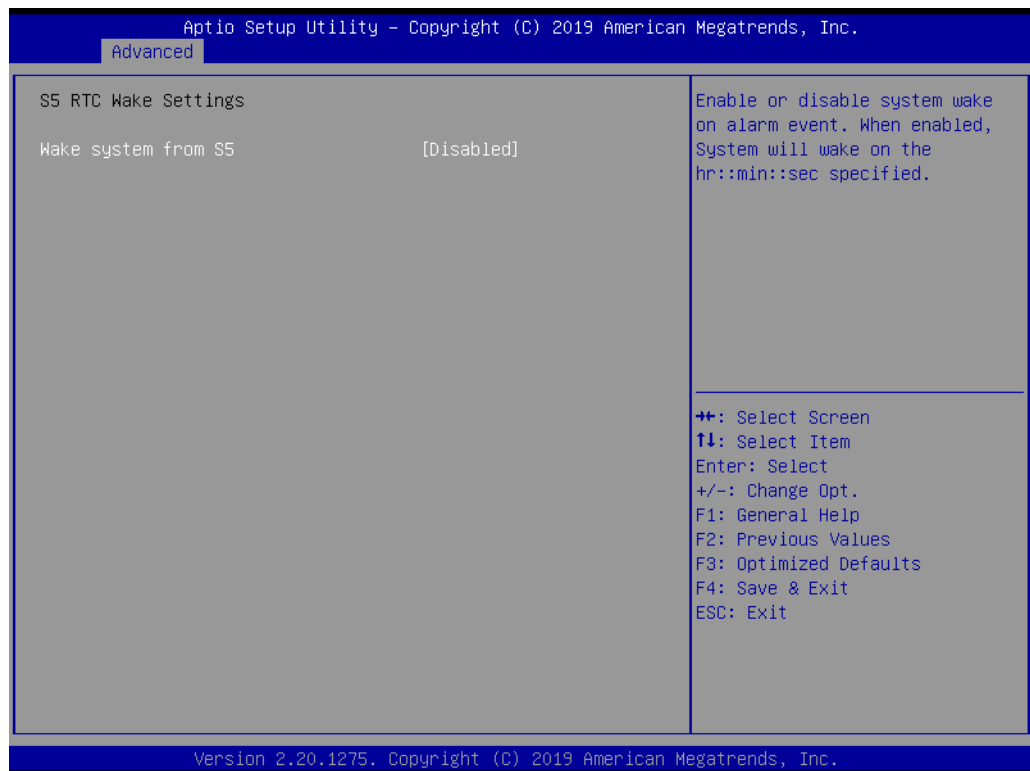 Aptio Setup Utility – Copyright (C) 2019 American Megatrends, Inc.
Advanced
S5 RTC Wake Settings
Wake system from S5 [Disabled]
Enable or disable system wake
on alarm event. When enabled,
System will wake on the
hr::min::sec specified.
→←: Select Screen
↑↓: Select Item
Enter: Select
+/-: Change Opt.
F1: General Help
F2: Previous Values
F3: Optimized Defaults
F4: Save & Exit
ESC: Exit
Version 2.20.1275. Copyright (C) 2019 American Megatrends, Inc.